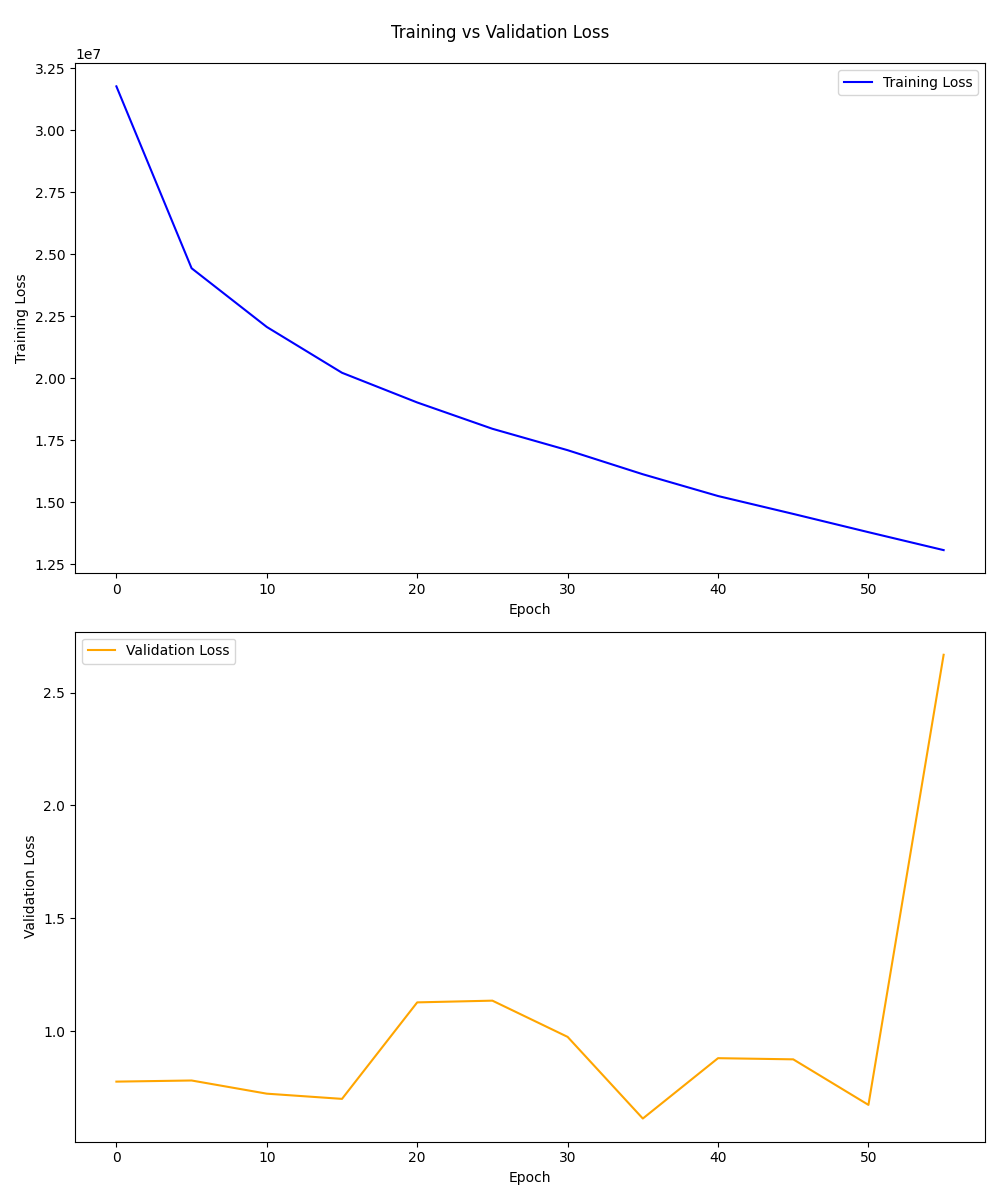 Training vs Validation Loss
1e7
3.25
3.00
2.75
2.50
2.25
2.00
1.75
1.50
1.25
Training Loss
Training Loss
0 10 20 30 40 50
Epoch
2.5
2.0
1.5
1.0
Validation Loss
Validation Loss
0 10 20 30 40 50
Epoch